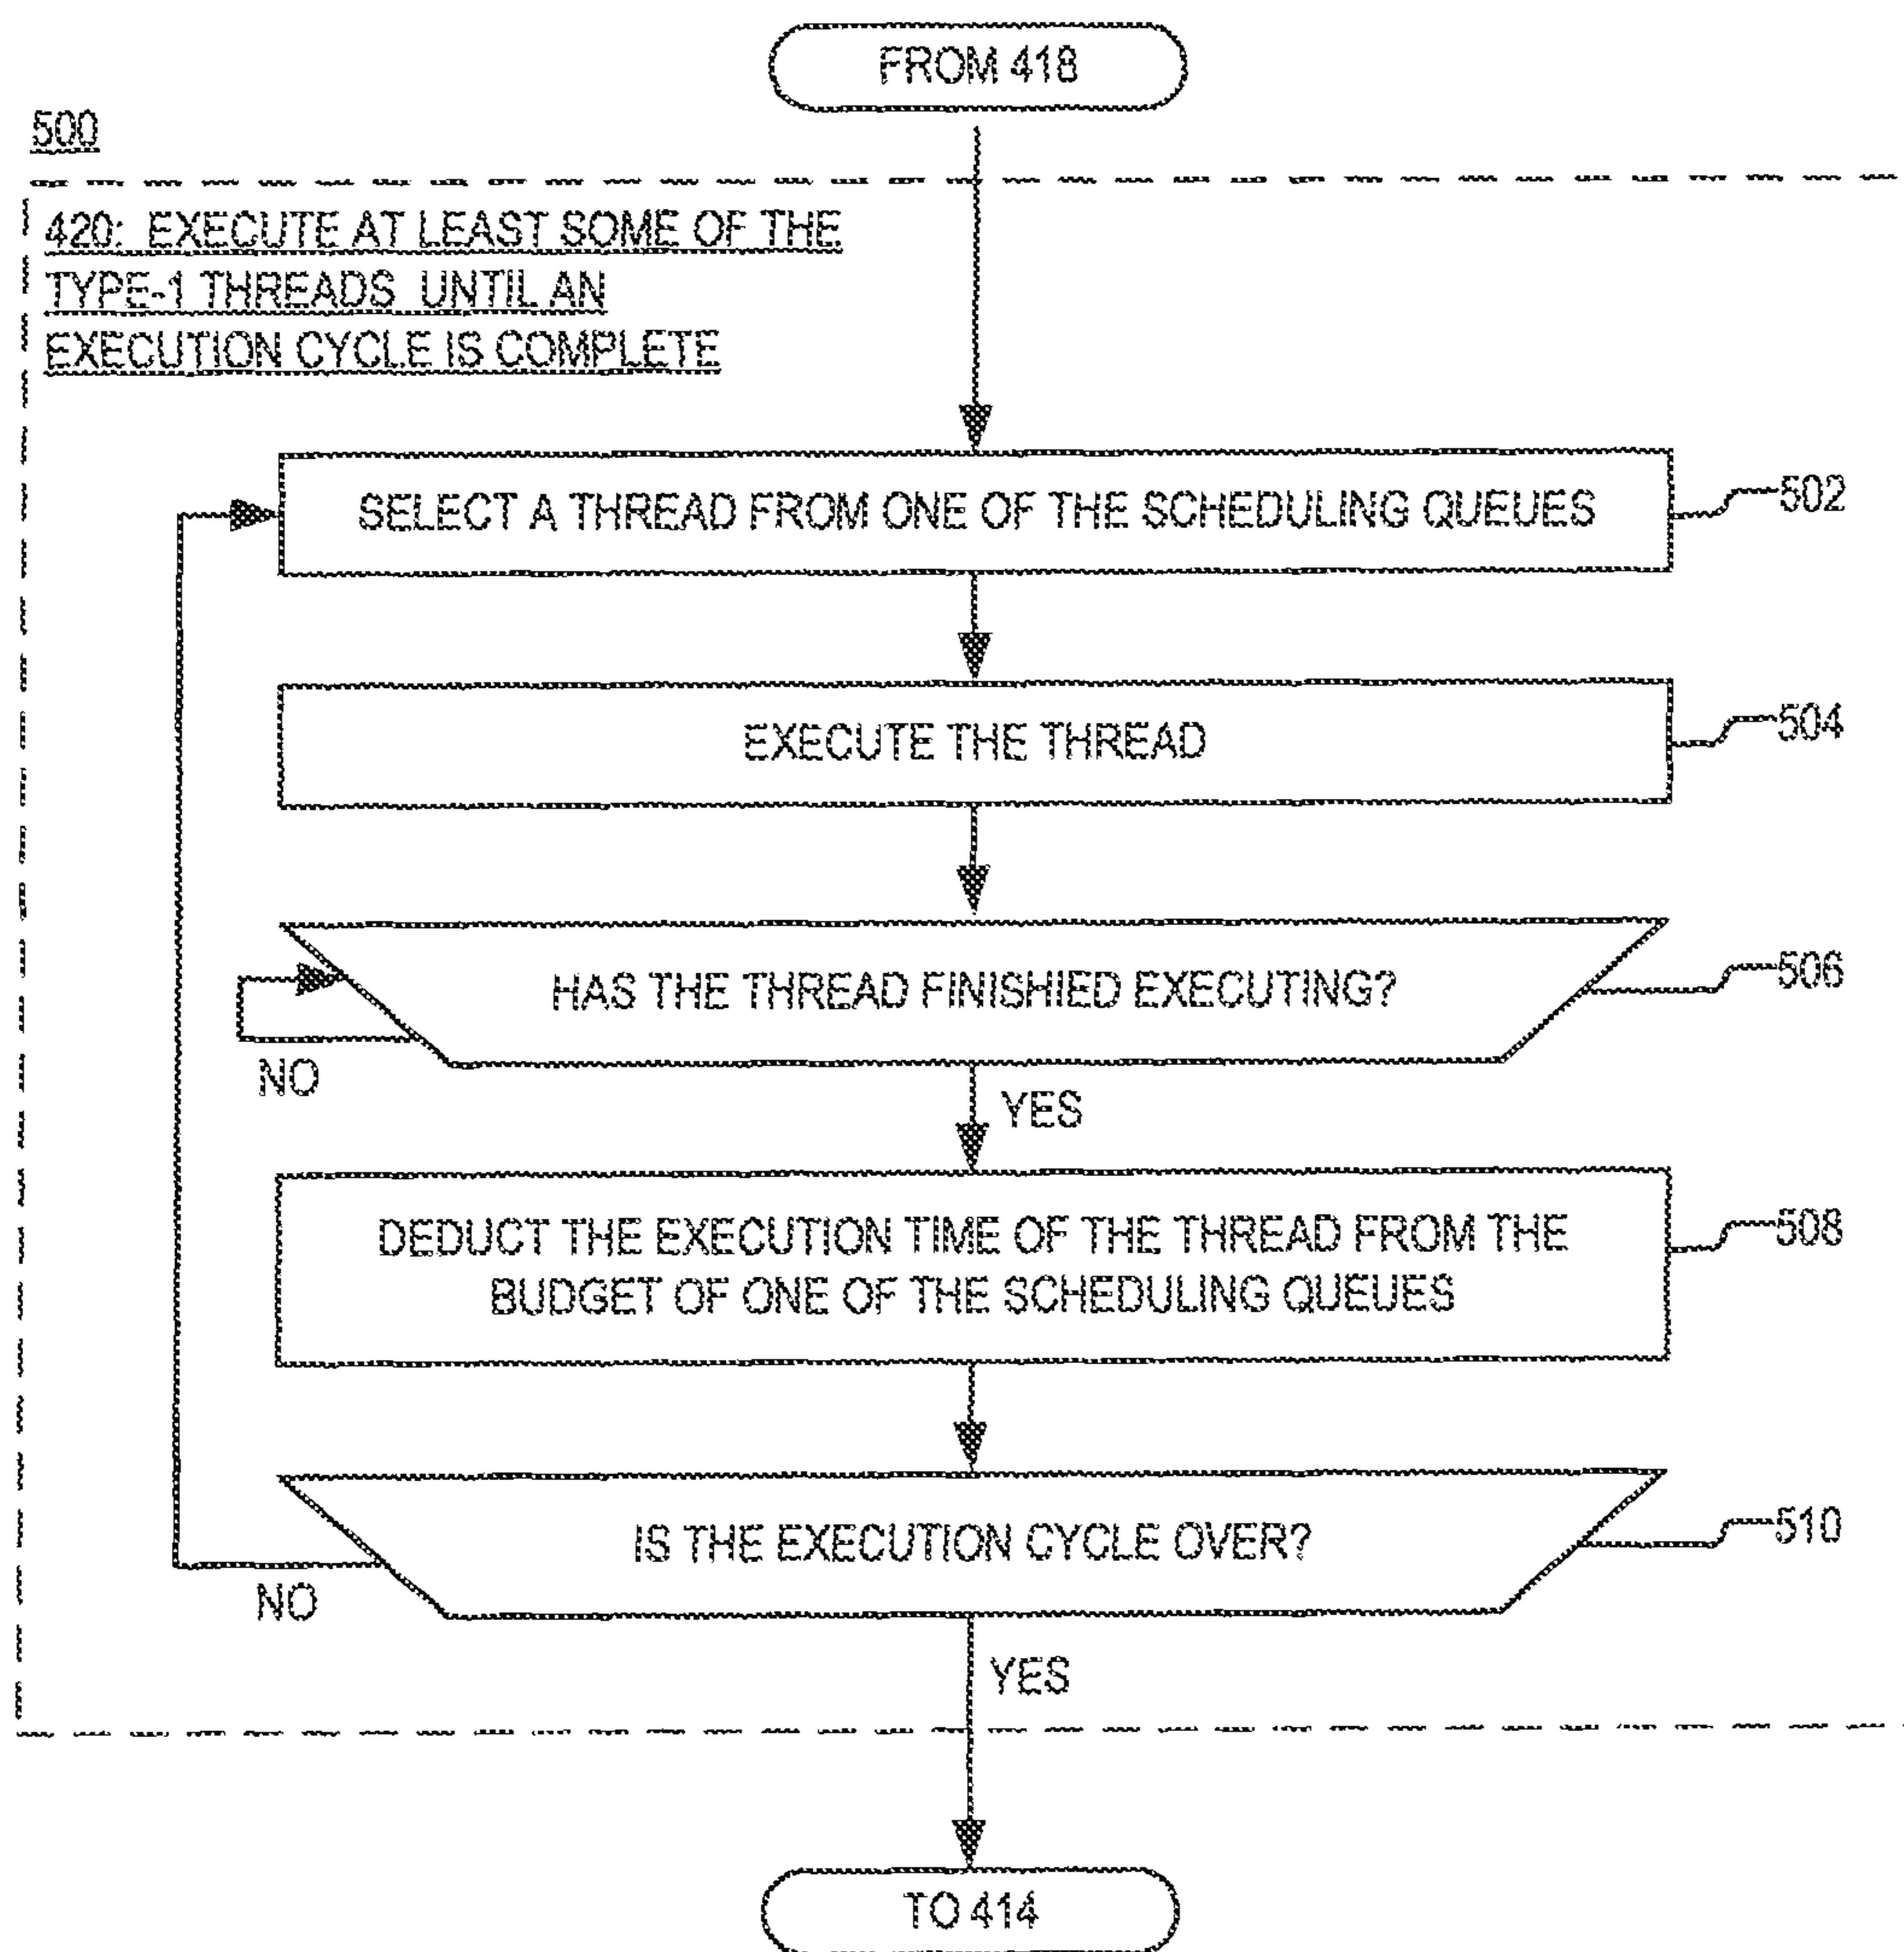 FROM 418
500
420: EXECUTE AT LEAST SOME OF THE
TYPE-1 THREADS UNTIL AN
EXECUTION CYCLE IS COMPLETE
SELECT A THREAD FROM ONE OF THE SCHEDULING QUEUES
502
EXECUTE THE THREAD
504
HAS THE THREAD FINISHIED EXECUTING?
506
NO
YES
DEDUCT THE EXECUTION TIME OF THE THREAD FROM THE
BUDGET OF ONE OF THE SCHEDULING QUEUES
508
IS THE EXECUTION CYCLE OVER?
510
NO
YES
TO 414